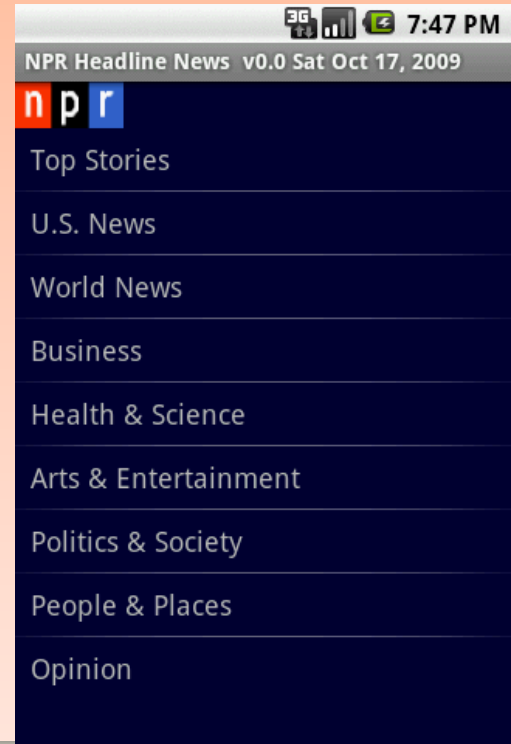 3G 7:47 PM
NPR Headline News v0.0 Sat Oct 17, 2009
n p r
Top Stories
U.S. News
World News
Business
Health & Science
Arts & Entertainment
Politics & Society
People & Places
Opinion